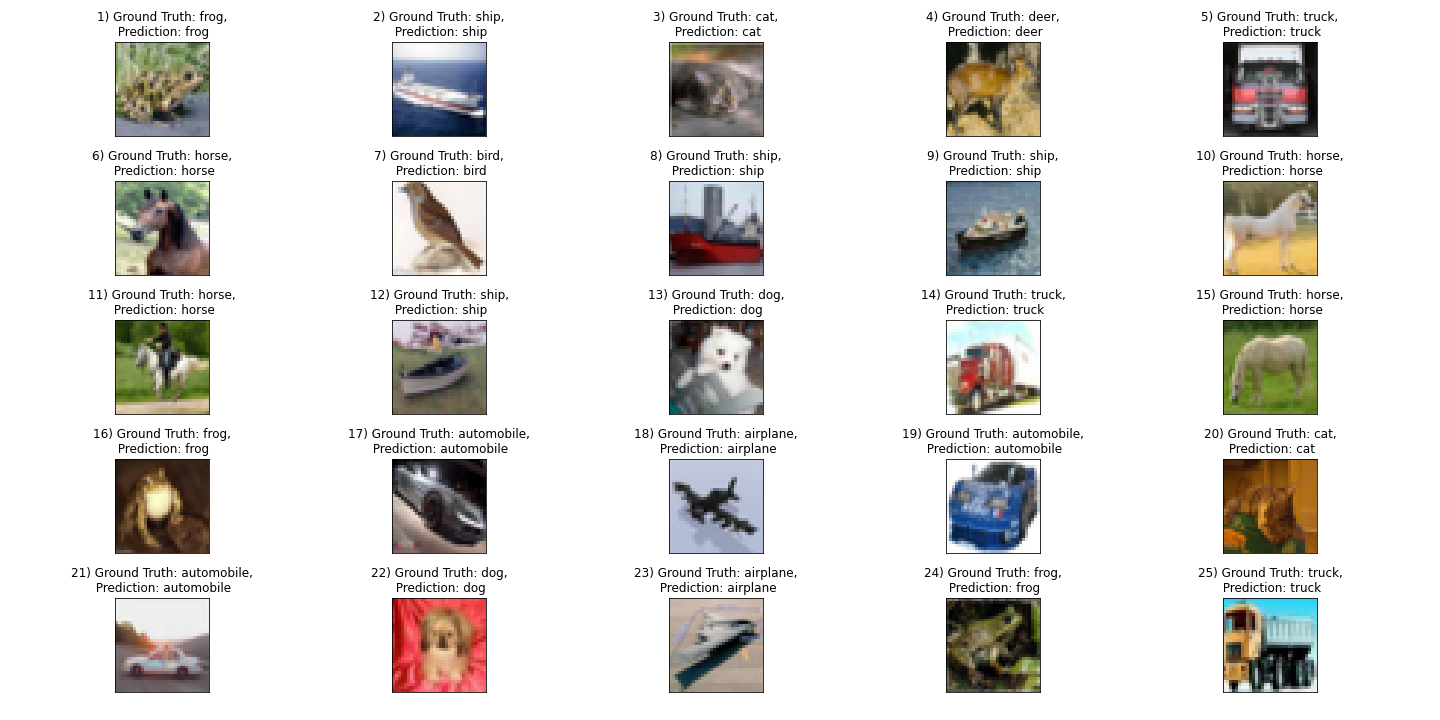 1) Ground Truth: frog,
Prediction: frog
2) Ground Truth: ship,
Prediction: ship
3) Ground Truth: cat,
Prediction: cat
4) Ground Truth: deer,
Prediction: deer
5) Ground Truth: truck,
Prediction: truck
6) Ground Truth: horse,
Prediction: horse
7) Ground Truth: bird,
Prediction: bird
8) Ground Truth: ship,
Prediction: ship
9) Ground Truth: ship,
Prediction: ship
10) Ground Truth: horse,
Prediction: horse
11) Ground Truth: horse,
Prediction: horse
12) Ground Truth: ship,
Prediction: ship
13) Ground Truth: dog,
Prediction: dog
14) Ground Truth: truck,
Prediction: truck
15) Ground Truth: horse,
Prediction: horse
16) Ground Truth: frog,
Prediction: frog
17) Ground Truth: automobile,
Prediction: automobile
18) Ground Truth: airplane,
Prediction: airplane
19) Ground Truth: automobile,
Prediction: automobile
20) Ground Truth: cat,
Prediction: cat
21) Ground Truth: automobile,
Prediction: automobile
22) Ground Truth: dog,
Prediction: dog
23) Ground Truth: airplane,
Prediction: airplane
24) Ground Truth: frog,
Prediction: frog
25) Ground Truth: truck,
Prediction: truck